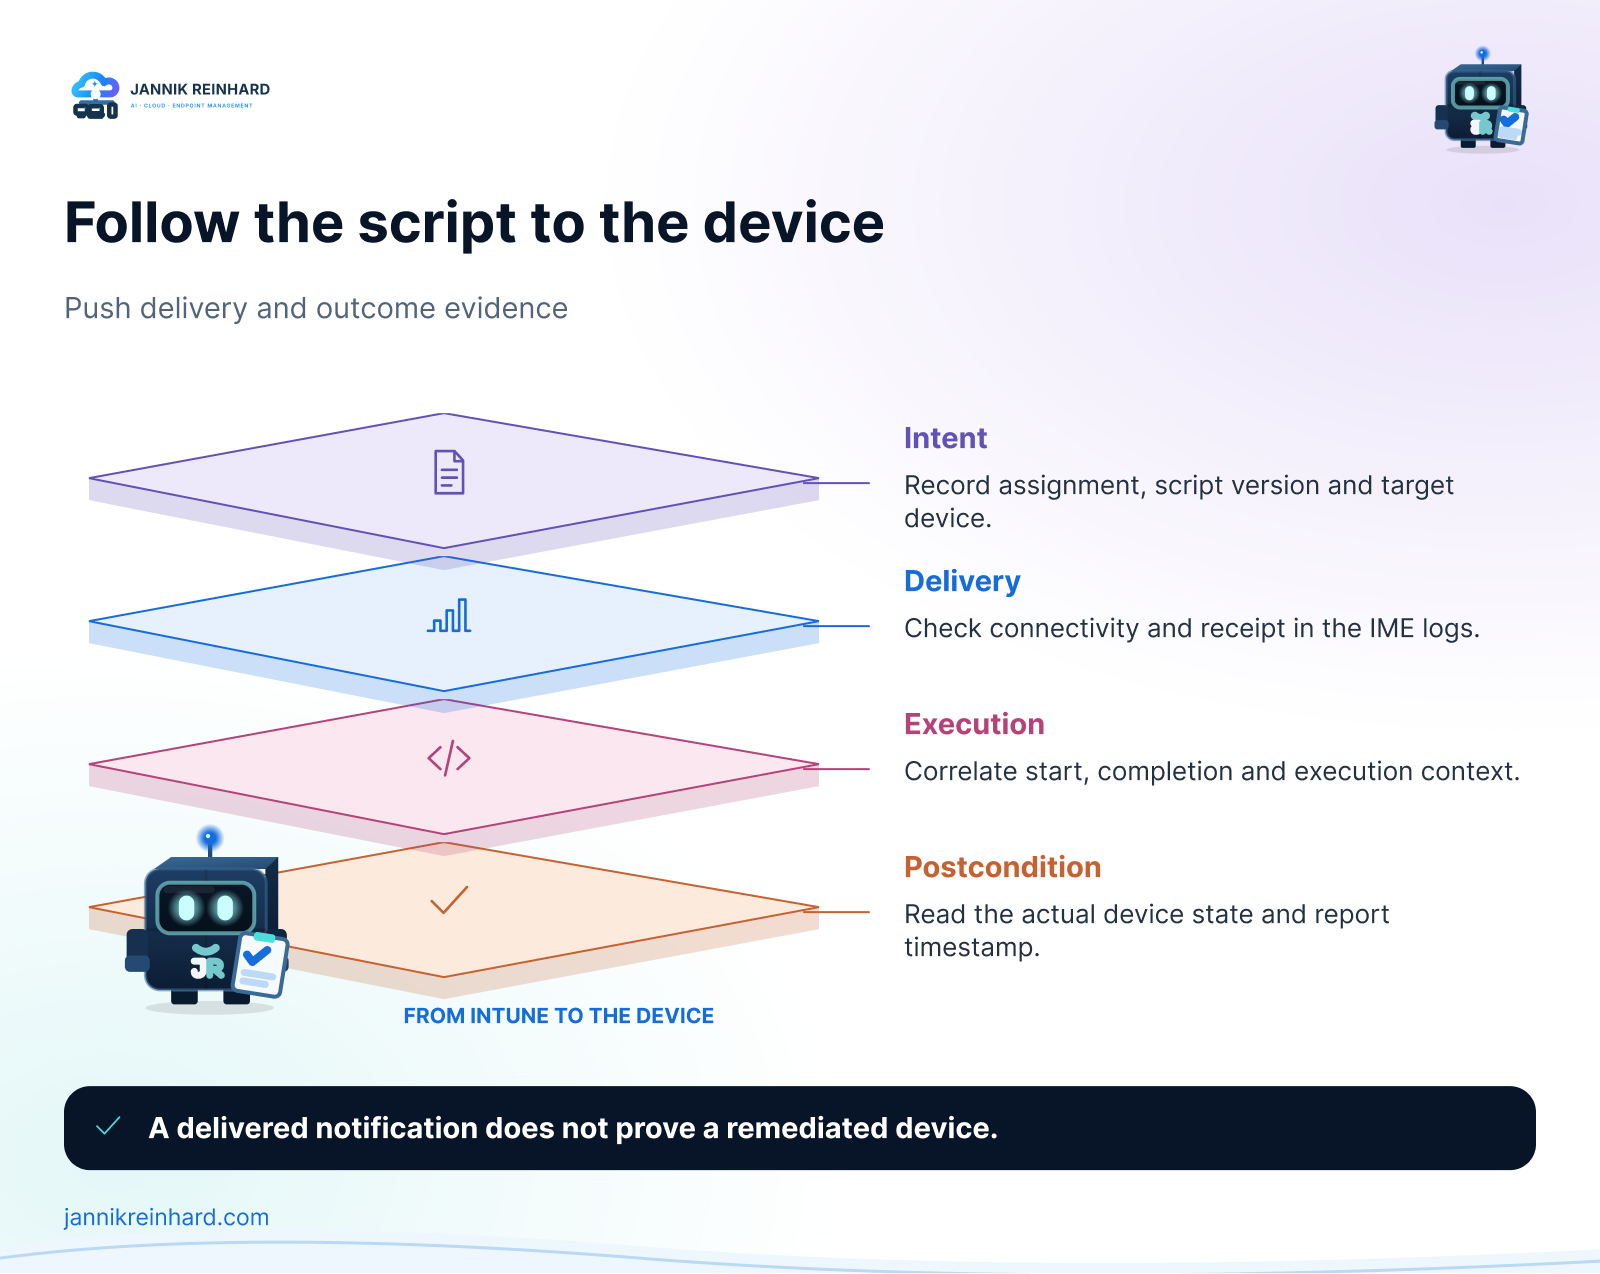 JANNIK REINHARD
AI · CLOUD · ENDPOINT MANAGEMENT
Follow the script to the device
Push delivery and outcome evidence
Intent
Record assignment, script version and target
device.
Delivery
Check connectivity and receipt in the IME logs.
Execution
Correlate start, completion and execution context.
Postcondition
Read the actual device state and report
timestamp.
JR
FROM INTUNE TO THE DEVICE
A delivered notification does not prove a remediated device.
jannikreinhard.com